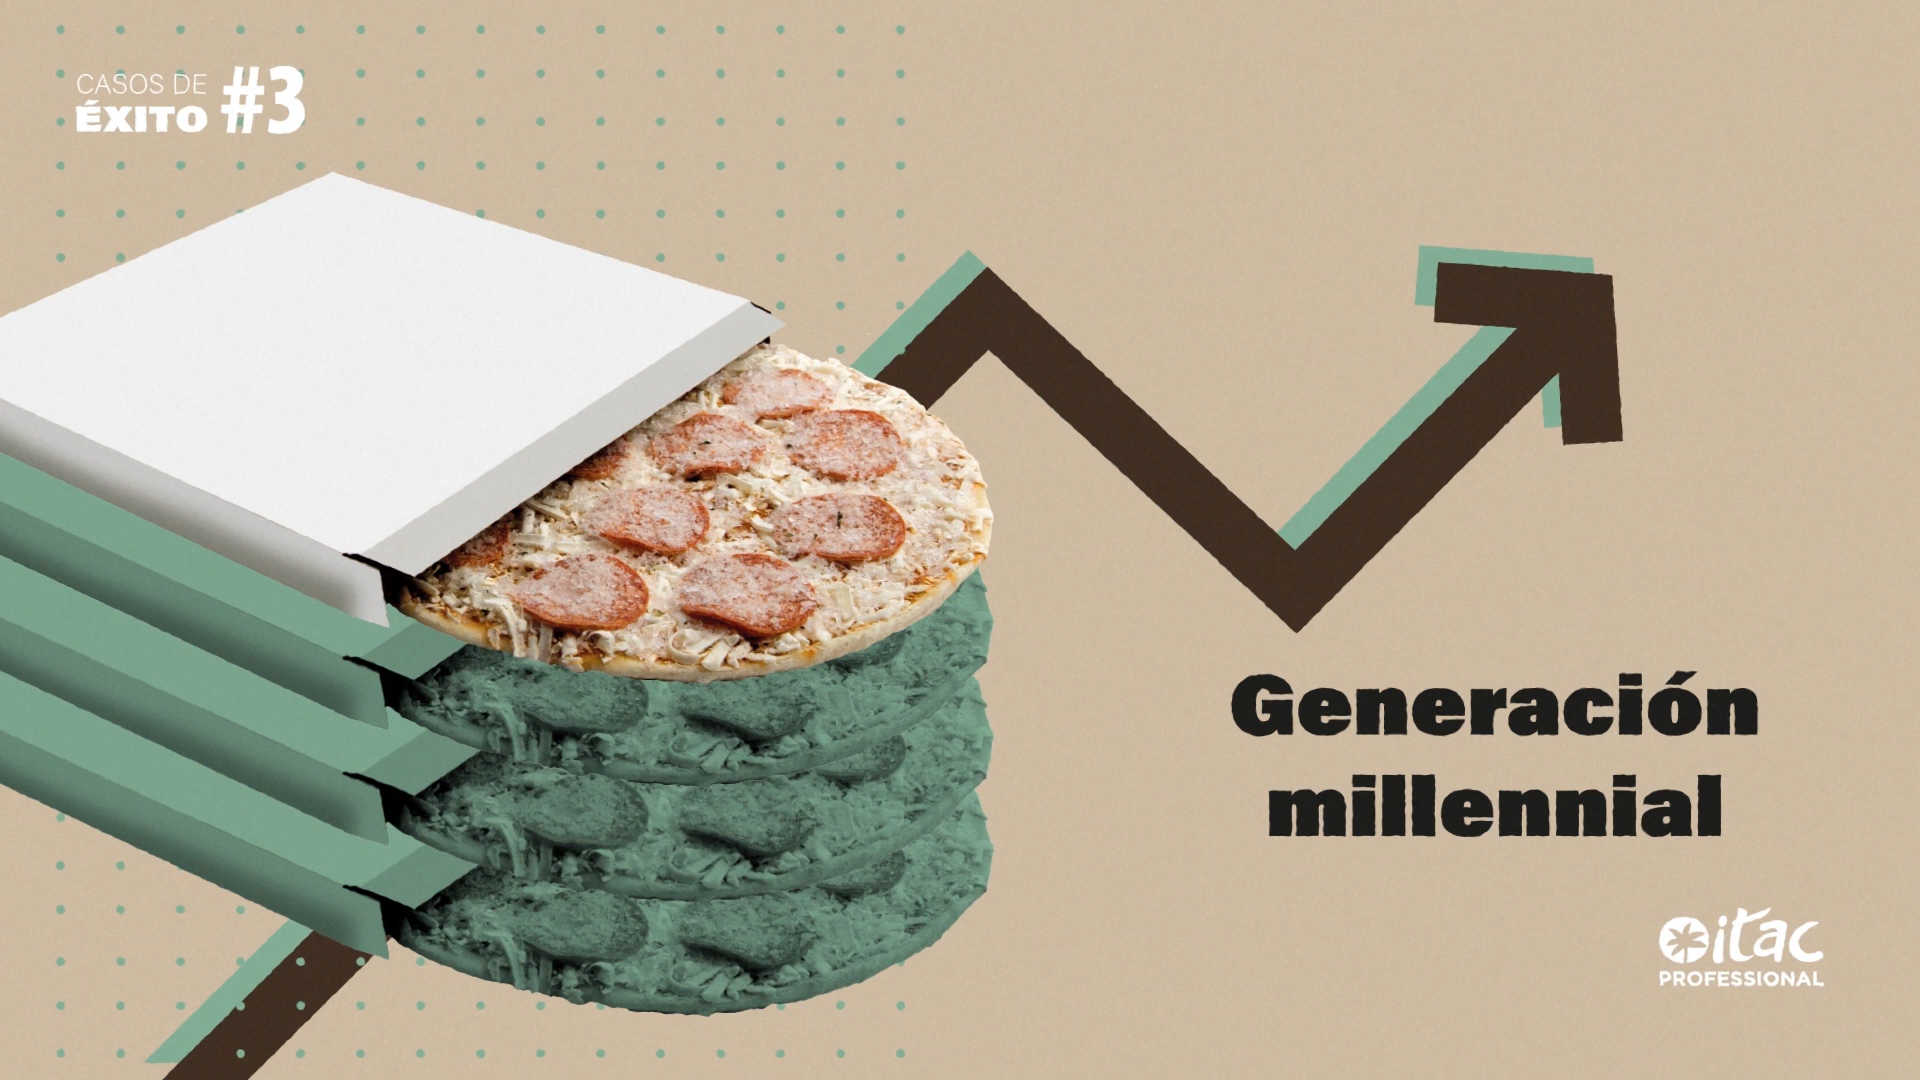 CASOS DE
ÉXITO #3
Generación
millennial
itac
PROFESSIONAL